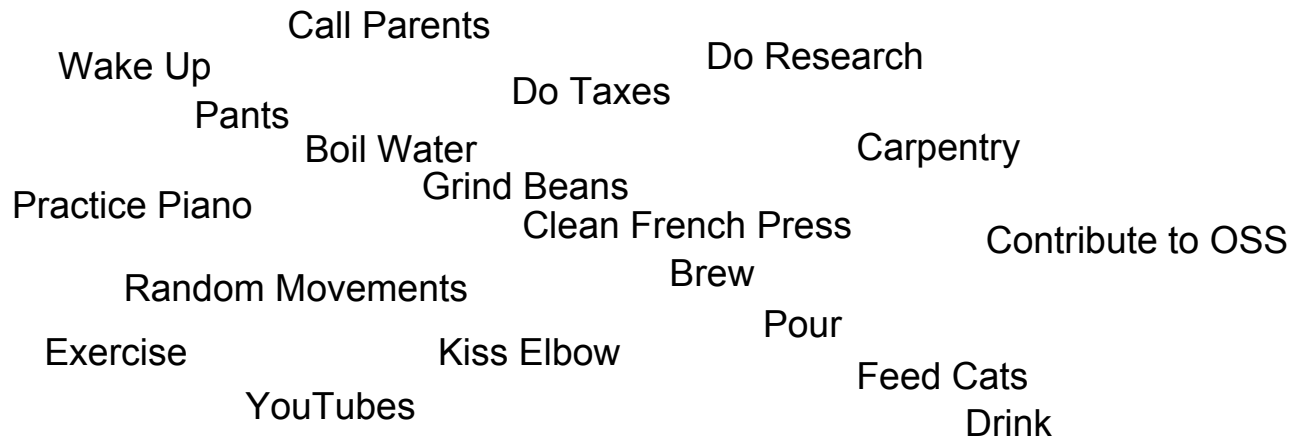 Call Parents
Wake Up
Do Research
Do Taxes
Pants
Boil Water
Carpentry
Grind Beans
Practice Piano
Clean French Press
Contribute to OSS
Brew
Random Movements
Pour
Exercise
Kiss Elbow
Feed Cats
YouTubes
Drink